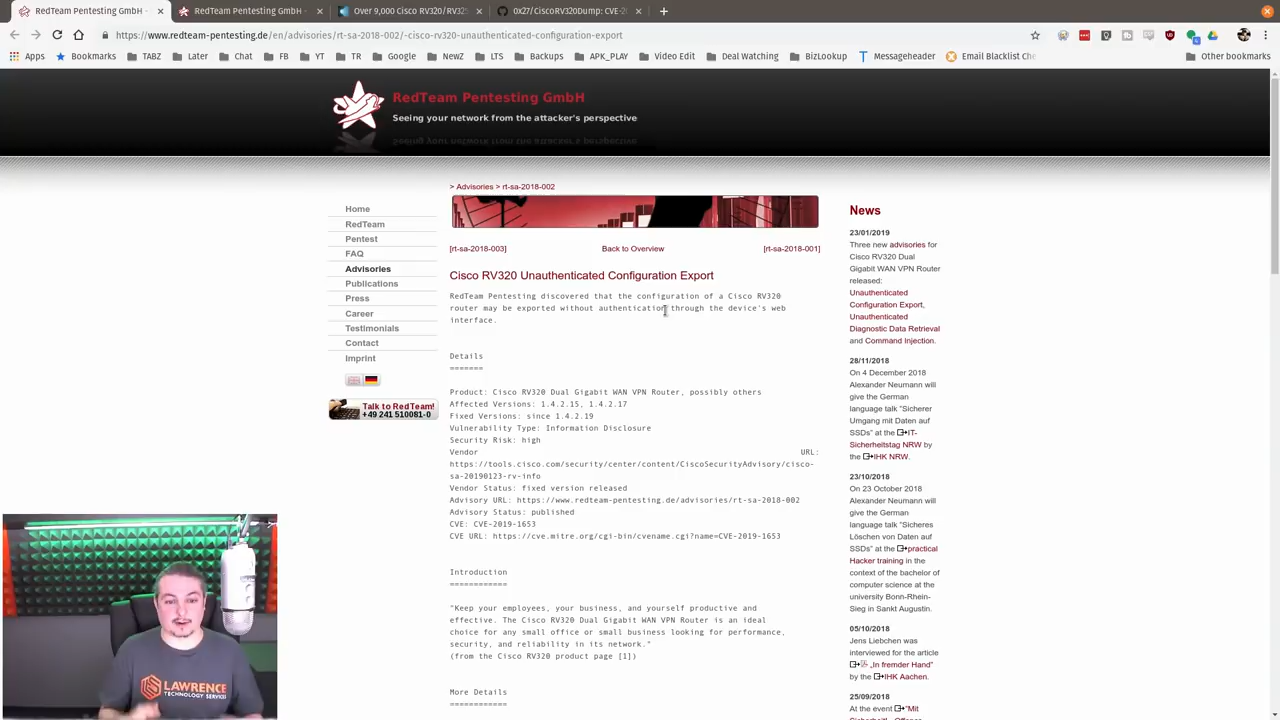 RedTeam Pentesting GmbH -
RedTeam Pentesting GmbH -
Over 9,000 Cisco RV320/RV32
0x27/CiscoRV320Dump: CVE-2
https://www.redteam-pentesting.de/en/advisories/rt-sa-2018-002/-cisco-rv320-unauthenticated-configuration-export
Apps
Bookmarks
TABZ
Later
Chat
FB
YT
TR
Google
NewZ
LTS
Backups
APK_PLAY
Video Edit
Deal Watching
BizLookup
Messageheader
Email Blacklist Che
Other bookmarks
RedTeam Pentesting GmbH
Seeing your network from the attacker's perspective
Home
RedTeam
Pentest
FAQ
Advisories
Publications
Press
Career
Testimonials
Contact
Imprint
Talk to RedTeam!
+49 241 510081-0
> Advisories > rt-sa-2018-002
[rt-sa-2018-003] Back to Overview [rt-sa-2018-001]
Cisco RV320 Unauthenticated Configuration Export
RedTeam Pentesting discovered that the configuration of a Cisco RV320
router may be exported without authentication through the device's web
interface.
Details
=======
Product: Cisco RV320 Dual Gigabit WAN VPN Router, possibly others
Affected Versions: 1.4.2.15, 1.4.2.17
Fixed Versions: since 1.4.2.19
Vulnerability Type: Information Disclosure
Security Risk: high
Vendor URL:
https://tools.cisco.com/security/center/content/CiscoSecurityAdvisory/cisco-
sa-20190123-rv-info
Vendor Status: fixed version released
Advisory URL: https://www.redteam-pentesting.de/advisories/rt-sa-2018-002
Advisory Status: published
CVE: CVE-2019-1653
CVE URL: https://cve.mitre.org/cgi-bin/cvename.cgi?name=CVE-2019-1653
Introduction
============
"Keep your employees, your business, and yourself productive and
effective. The Cisco RV320 Dual Gigabit WAN VPN Router is an ideal
choice for any small office or small business looking for performance,
security, and reliability in its network."
(from the Cisco RV320 product page [1])
More Details
============
News
23/01/2019
Three new advisories for
Cisco RV320 Dual
Gigabit WAN VPN Router
released:
Unauthenticated
Configuration Export,
Unauthenticated
Diagnostic Data Retrieval
and Command Injection.
28/11/2018
On 4 December 2018
Alexander Neumann will
give the German
language talk "Sicherer
Umgang mit Daten auf
SSDs" at the IT-
Sicherheitstag NRW by
the IHK NRW.
23/10/2018
On 23 October 2018
Alexander Neumann will
give the German
language talk "Sicheres
Löschen von Daten auf
SSDs" at the practical
Hacker training in the
context of the bachelor of
computer science at the
university Bonn-Rhein-
Sieg in Sankt Augustin.
05/10/2018
Jens Liebchen was
interviewed for the article
„In fremder Hand"
by the IHK Aachen.
25/09/2018
At the event "Mit
LAWRENCE
TECHNOLOGY SERVICES